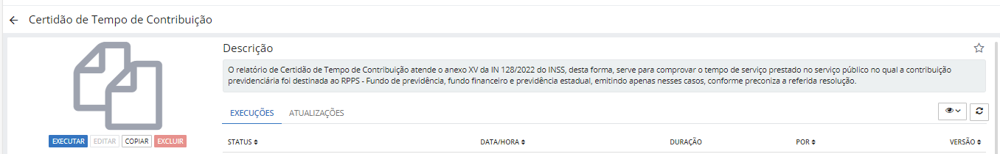 Certidão de Tempo de Contribuição
Descrição
O relatório de Certidão de Tempo de Contribuição atende o anexo XV da IN 128/2022 do INSS, desta forma, serve para comprovar o tempo de serviço prestado no serviço público no qual a contribuição
previdenciária foi destinada ao RPPS - Fundo de previdência, fundo financeiro e previdência estadual, emitindo apenas nesses casos, conforme preconiza a referida resolução.
EXECUÇÕES ATUALIZAÇÕES
EXECUTAR EDITAR COPIAR EXCLUIR
STATUS DATA/HORA DURAÇÃO POR VERSÃO